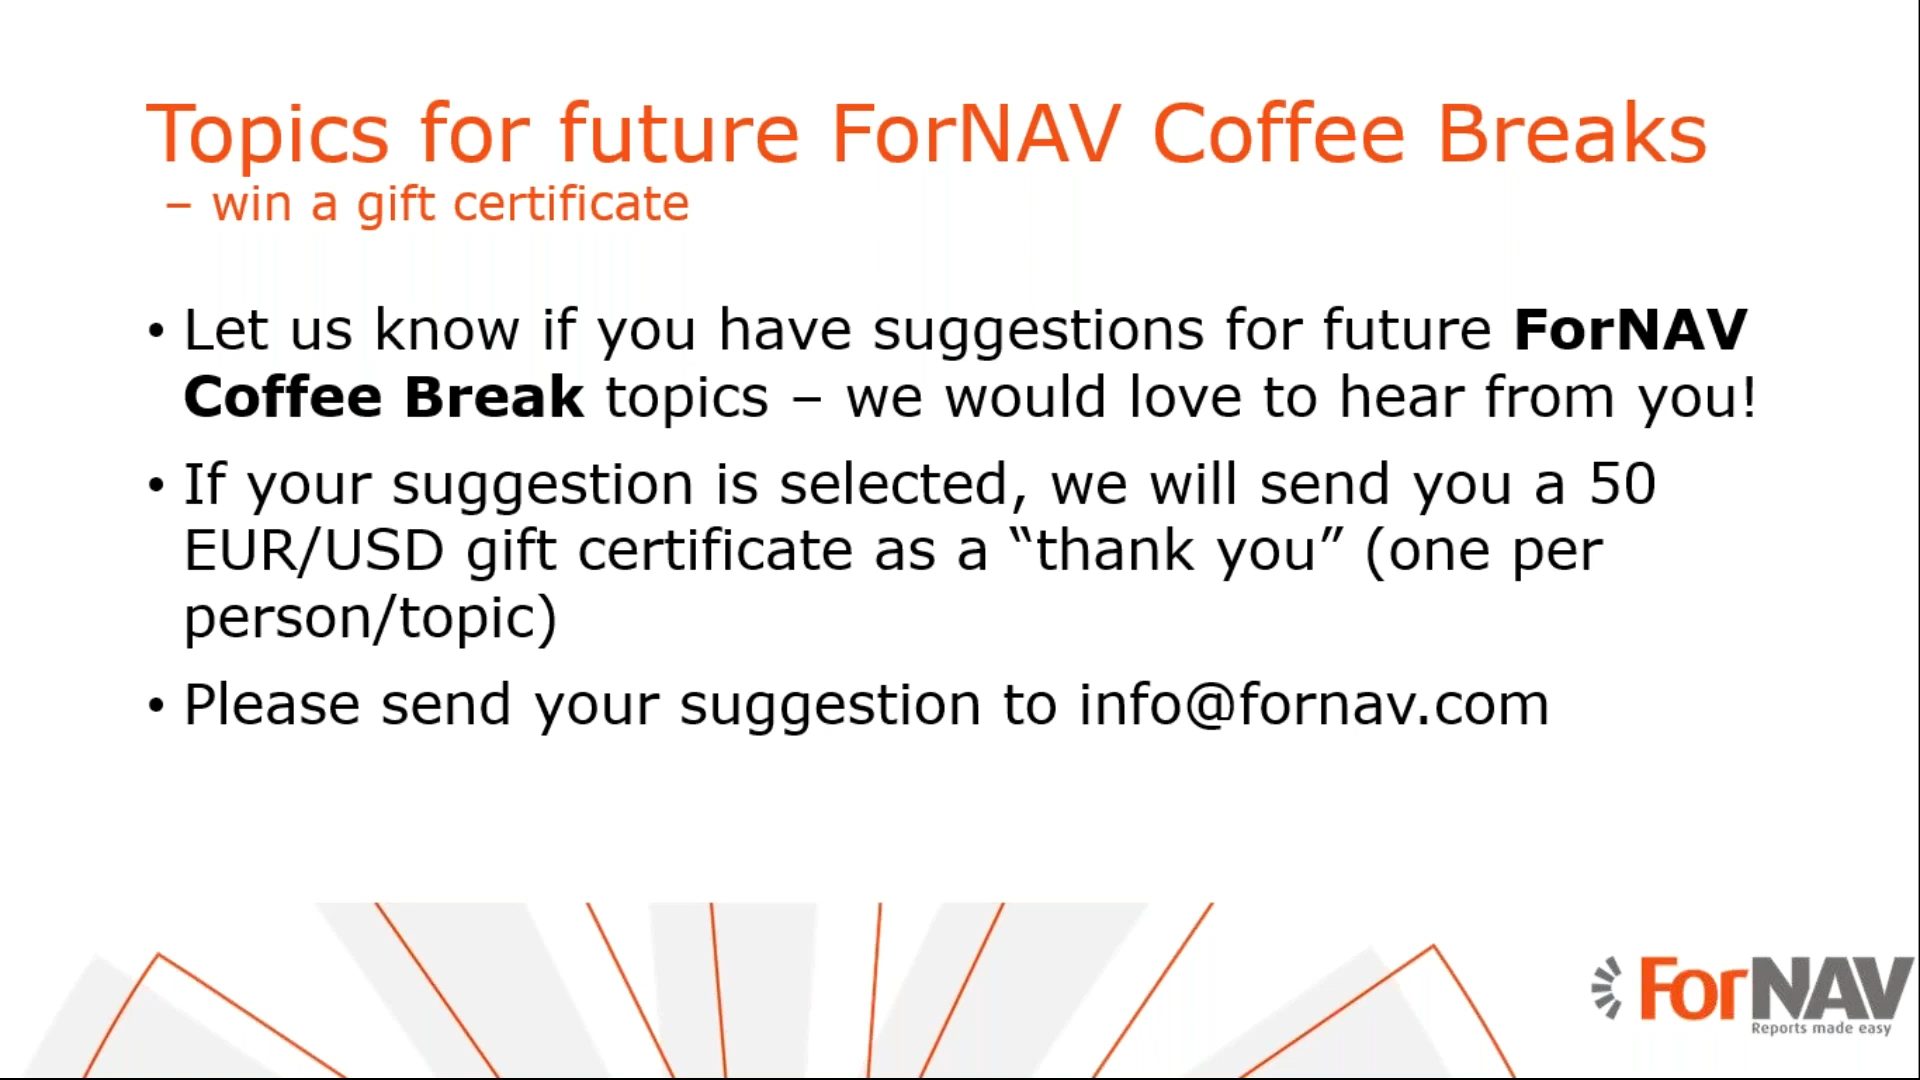 Topics for future ForNAV Coffee Breaks
– win a gift certificate
• Let us know if you have suggestions for future ForNAV
Coffee Break topics – we would love to hear from you!
• If your suggestion is selected, we will send you a 50
EUR/USD gift certificate as a “thank you” (one per
person/topic)
• Please send your suggestion to info@fornav.com
ForNAV
Reports made easy